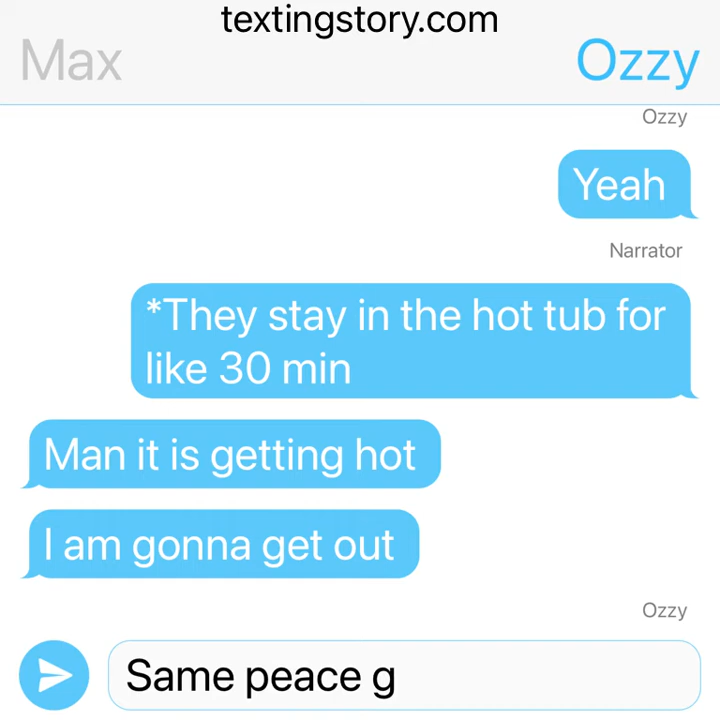 textingstory.com
Max
Ozzy
Ozzy
Yeah
Narrator
*They stay in the hot tub for
like 30 min
Man it is getting hot
I am gonna get out
Ozzy
Same peace g